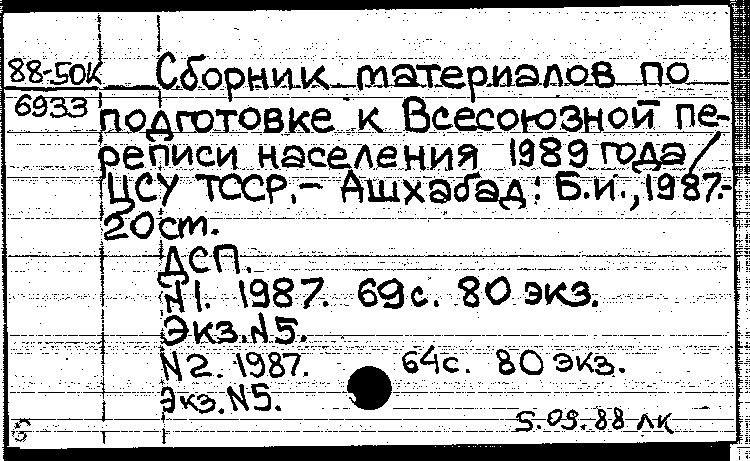 88-50К
6933
Сборник материалов по
подготовке к Всесоюзной пе-
реписи населения 1989 года/
ЦСУ ТССР.- Ашхабад: Б.и., 1987.-
20см.
ДСП.
N1. 1987. 69с. 80 экз.
Экз.N5.
N2. 1987. 64с. 80 экз.
Экз.N5.
5.09.88 лк
б